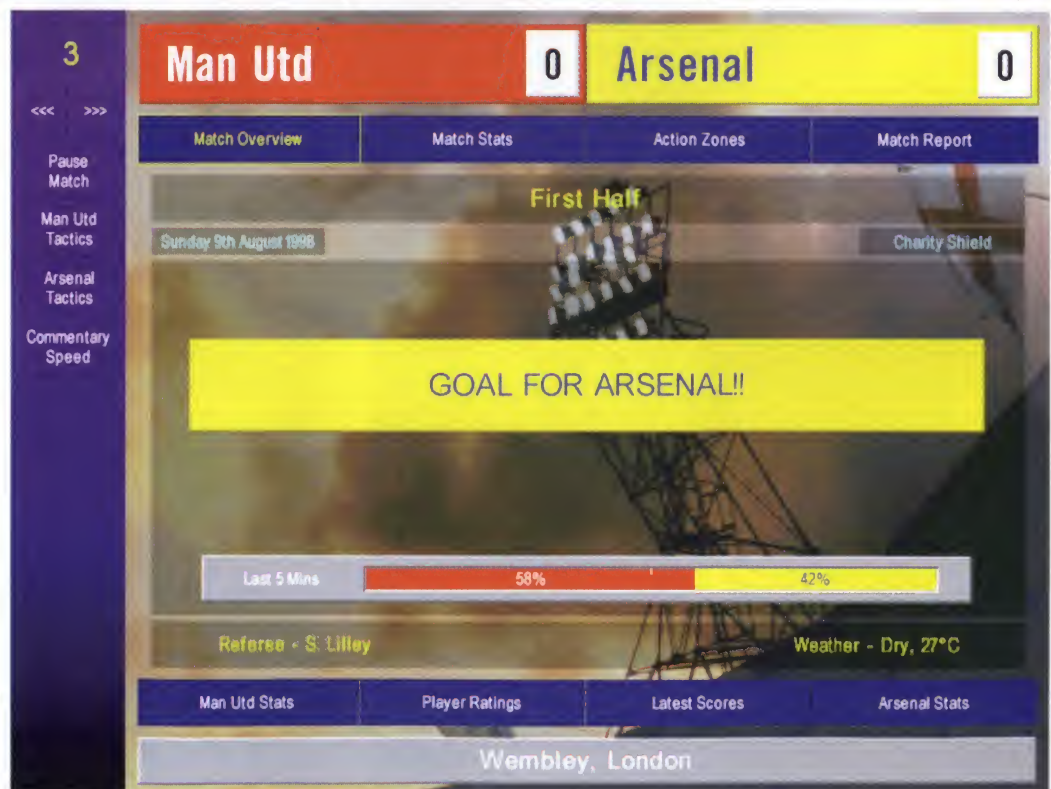 3
Man Utd 0 Arsenal 0
<<< >>>
Match Overview Match Stats Action Zones Match Report
Pause
Match
Man Utd
Tactics
Arsenal
Tactics
Commentary
Speed
First Half
Sunday 9th August 1998 Charity Shield
GOAL FOR ARSENAL!!
Last 5 Mins 58% 42%
Referee - S. Lilley Weather - Dry, 27°C
Man Utd Stats Player Ratings Latest Scores Arsenal Stats
Wembley, London